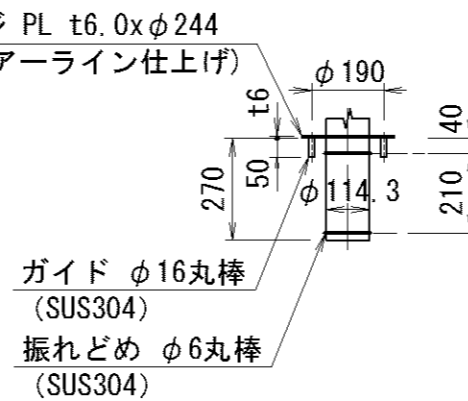 PL t6.0xφ244
アーライン仕上げ)
φ190
t6
40
50
270
φ114.3
210
ガイド φ16丸棒
(SUS304)
振れどめ φ6丸棒
(SUS304)